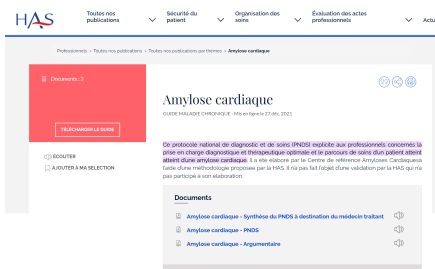 HAS
Toutes nos publications
Sécurité du patient
Organisation des soins
Évaluation des actes professionnels
Actu
Professionnels > Toutes nos publications > Toutes nos publications par thèmes > Amylose cardiaque
Documents : 3
TÉLÉCHARGER LE GUIDE
ÉCOUTER
AJOUTER À MA SELECTION
Amylose cardiaque
GUIDE MALADIE CHRONIQUE - Mis en ligne le 27 déc. 2021
Ce protocole national de diagnostic et de soins (PNDS) explicite aux professionnels concernés la
prise en charge diagnostique et thérapeutique optimale et le parcours de soins d'un patient atteint
atteint d'une amylose cardiaque. Il a été élaboré par le Centre de référence Amyloses Cardiaquesà
l'aide d'une méthodologie proposée par la HAS. Il n'a pas fait l'objet d'une validation par la HAS qui n'a
pas participé à son élaboration.
Documents
Amylose cardiaque - Synthèse du PNDS à destination du médecin traitant
Amylose cardiaque - PNDS
Amylose cardiaque - Argumentaire